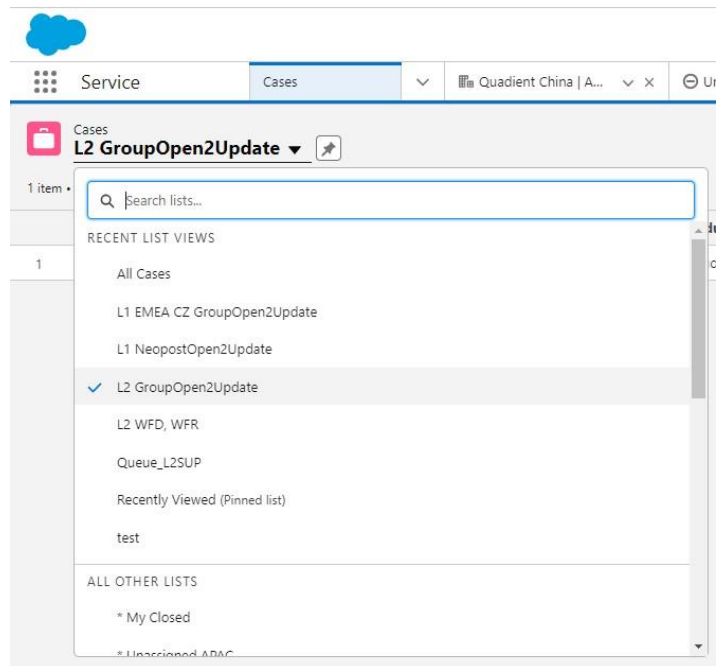 Service
Cases
Quadient China | A...
Cases
L2 GroupOpen2Update
1 item •
Search lists...
RECENT LIST VIEWS
1
All Cases
L1 EMEA CZ GroupOpen2Update
L1 NeopostOpen2Update
L2 GroupOpen2Update
L2 WFD, WFR
Queue_L2SUP
Recently Viewed (Pinned list)
test
ALL OTHER LISTS
* My Closed
* Unassigned APAC